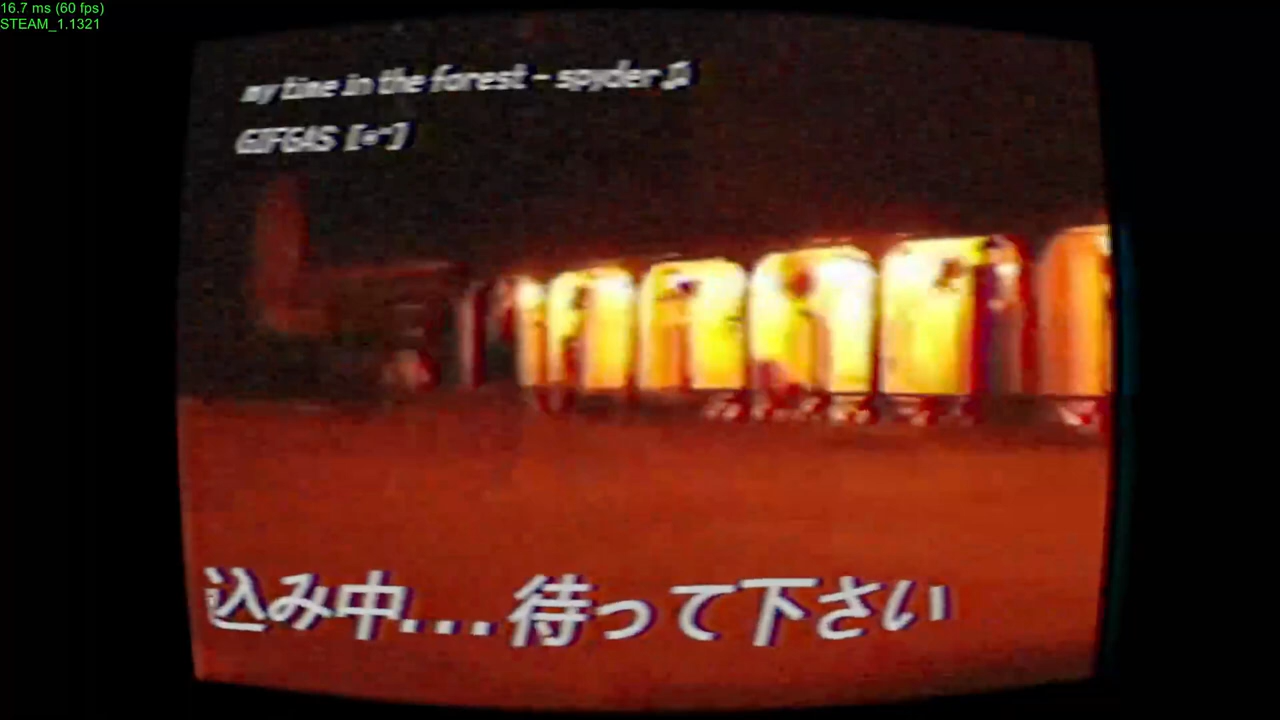 16.7 ms (60 fps)
STEAM_1.1321
my time in the forest - spyder ♫
GIFGAS [•°]
込み中...待って下さい